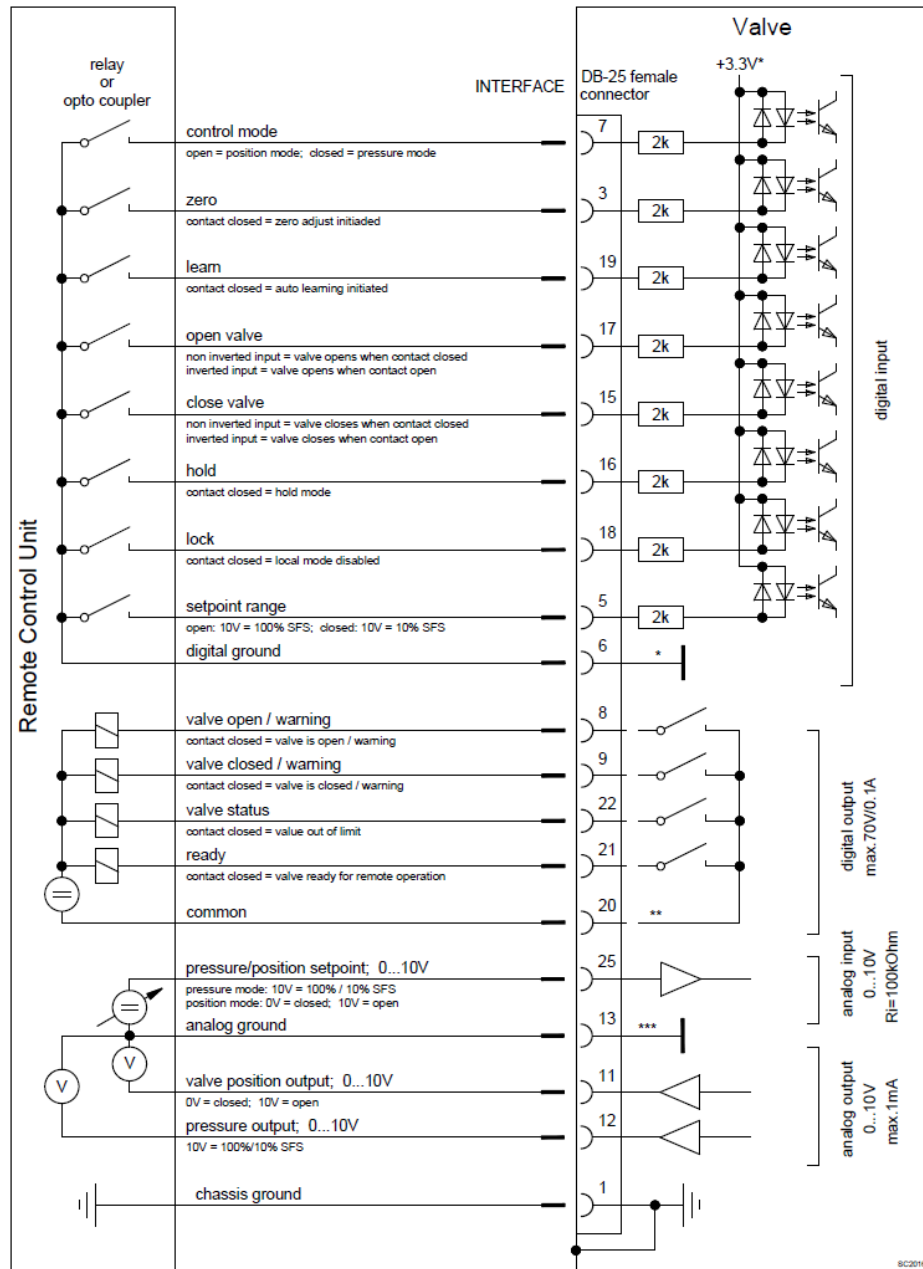 Valve
relay
or
opto coupler
INTERFACE
DB-25 female
connector
+3.3V*
control mode
open = position mode; closed = pressure mode
7
2k
zero
contact closed = zero adjust initiaded
3
2k
learn
contact closed = auto learning initiated
19
2k
open valve
non inverted input = valve opens when contact closed
inverted input = valve opens when contact open
17
2k
close valve
non inverted input = valve closes when contact closed
inverted input = valve closes when contact open
15
2k
hold
contact closed = hold mode
16
2k
lock
contact closed = local mode disabled
18
2k
setpoint range
open: 10V = 100% SFS; closed: 10V = 10% SFS
5
2k
digital ground
6
*
digital input
Remote Control Unit
valve open / warning
contact closed = valve is open / warning
8
valve closed / warning
contact closed = valve is closed / warning
9
valve status
contact closed = value out of limit
22
ready
contact closed = valve ready for remote operation
21
common
20
**
digital output
max.70V/0.1A
pressure/position setpoint; 0...10V
pressure mode: 10V = 100% / 10% SFS
position mode: 0V = closed; 10V = open
25
analog ground
13
***
analog input
0...10V
Ri=100kOhm
V
V
valve position output; 0...10V
0V = closed; 10V = open
11
pressure output; 0...10V
10V = 100%/10% SFS
12
analog output
0...10V
max.1mA
chassis ground
1